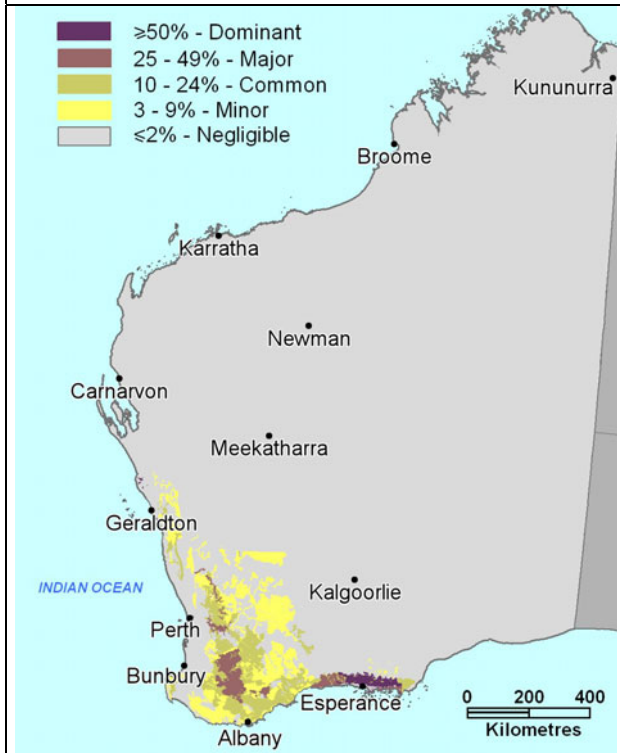 ≥50% - Dominant
25 - 49% - Major
10 - 24% - Common
3 - 9% - Minor
≤2% - Negligible
Kununurra
Broome
Karratha
Newman
Carnarvon
Meekatharra
Geraldton
INDIAN OCEAN
Kalgoorlie
Perth
Bunbury
Esperance
Albany
0 200 400
Kilometres